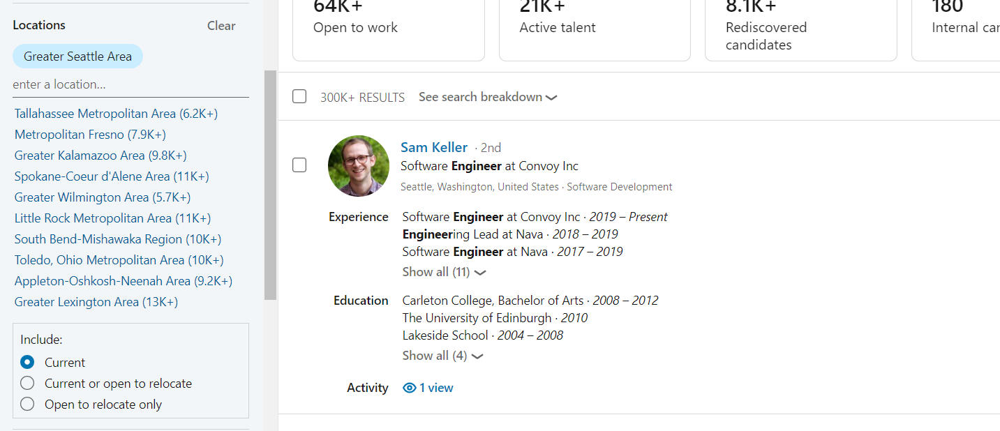 Locations
Clear
Greater Seattle Area
enter a location...
Tallahassee Metropolitan Area (6.2K+)
Metropolitan Fresno (7.9K+)
Greater Kalamazoo Area (9.8K+)
Spokane-Coeur d'Alene Area (11K+)
Greater Wilmington Area (5.7K+)
Little Rock Metropolitan Area (11K+)
South Bend-Mishawaka Region (10K+)
Toledo, Ohio Metropolitan Area (10K+)
Appleton-Oshkosh-Neenah Area (9.2K+)
Greater Lexington Area (13K+)
Include:
Current
Current or open to relocate
Open to relocate only
64K+
Open to work
21K+
Active talent
8.1K+
Rediscovered
candidates
180
Internal
300K+ RESULTS See search breakdown
Sam Keller · 2nd
Software Engineer at Convoy Inc
Seattle, Washington, United States · Software Development
Experience
Software Engineer at Convoy Inc · 2019 – Present
Engineering Lead at Nava · 2018 – 2019
Software Engineer at Nava · 2017 – 2019
Show all (11)
Education
Carleton College, Bachelor of Arts · 2008 – 2012
The University of Edinburgh · 2010
Lakeside School · 2004 – 2008
Show all (4)
Activity
1 view